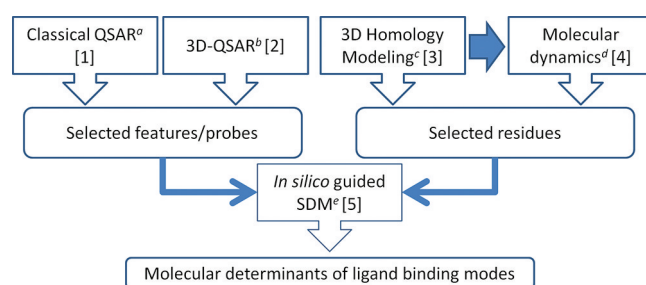 Classical QSARᵃ
[1]
3D-QSARᵇ [2]
3D Homology
Modelingᶜ [3]
Molecular
dynamicsᵈ [4]
Selected features/probes
Selected residues
In silico guided
SDMᵉ [5]
Molecular determinants of ligand binding modes